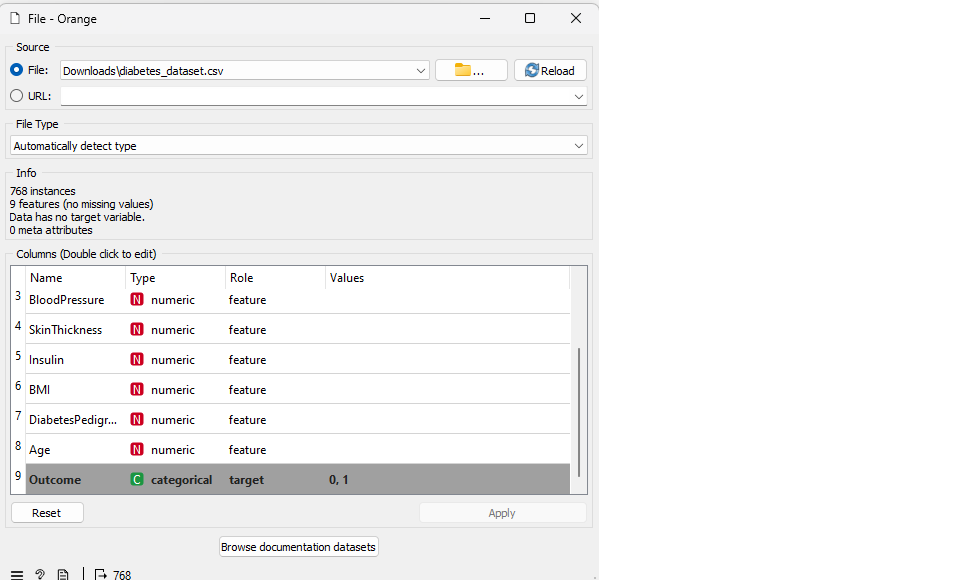 File - Orange
Source
File: Downloads\diabetes_dataset.csv ... Reload
URL:
File Type
Automatically detect type
Info
768 instances
9 features (no missing values)
Data has no target variable.
0 meta attributes
Columns (Double click to edit)
Name Type Role Values
3 BloodPressure N numeric feature
4 SkinThickness N numeric feature
5 Insulin N numeric feature
6 BMI N numeric feature
7 DiabetesPedigr... N numeric feature
8 Age N numeric feature
9 Outcome C categorical target 0, 1
Reset Apply
Browse documentation datasets
? 768